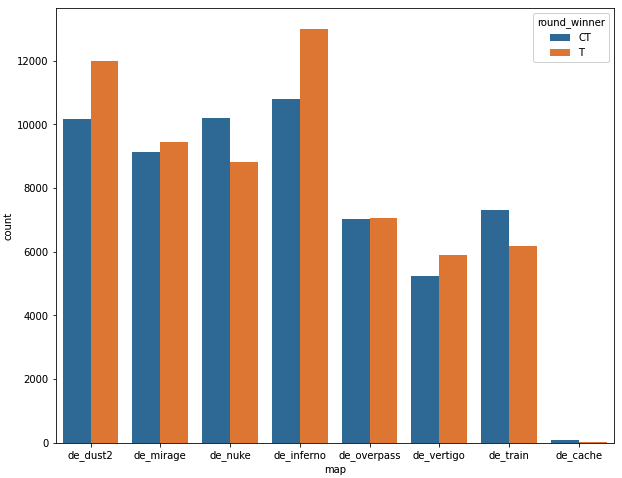 round_winner
CT
T
12000
10000
8000
6000
4000
2000
0
count
de_dust2 de_mirage de_nuke de_inferno de_overpass de_vertigo de_train de_cache
map